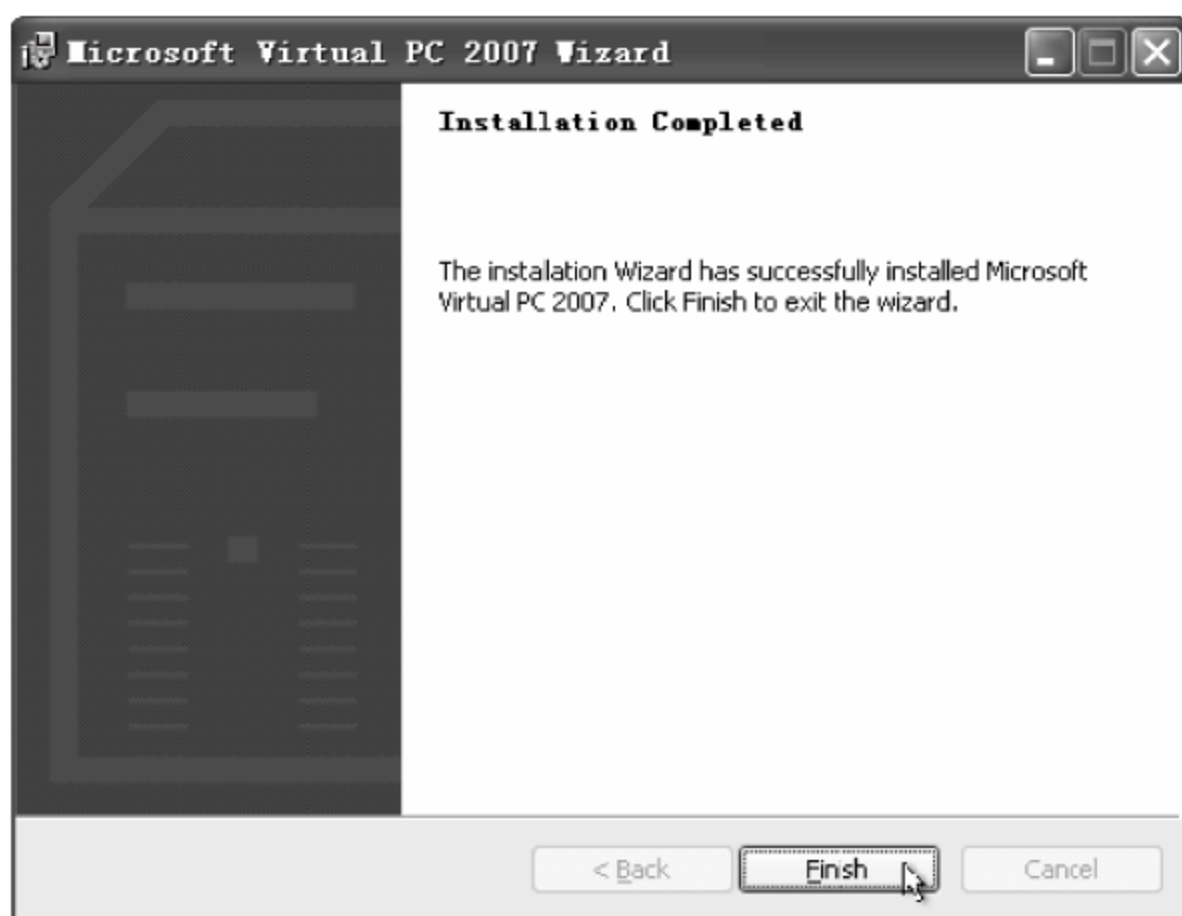 Microsoft Virtual PC 2007 Wizard
Installation Completed
The instalation Wizard has successfully installed Microsoft
Virtual PC 2007. Click Finish to exit the wizard.
< Back
Finish
Cancel